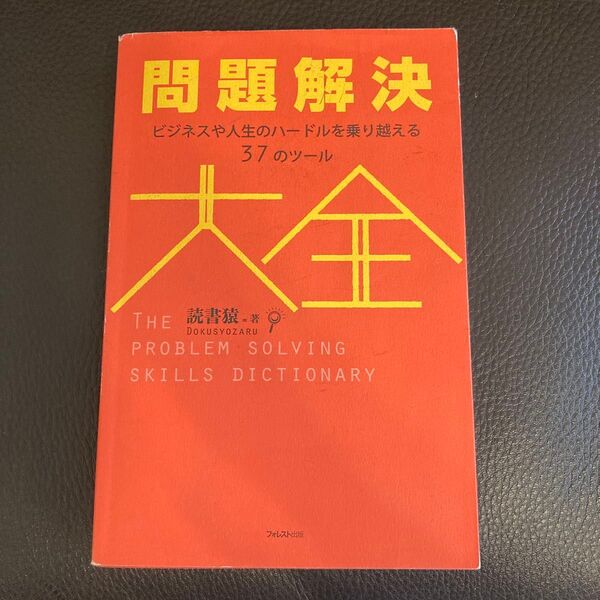 問題解決
ビジネスや人生のハードルを乗り越える
37のツール
大全
読書猿=著
DOKUSYOZARU
THE
PROBLEM SOLVING
SKILLS DICTIONARY
フォレスト出版